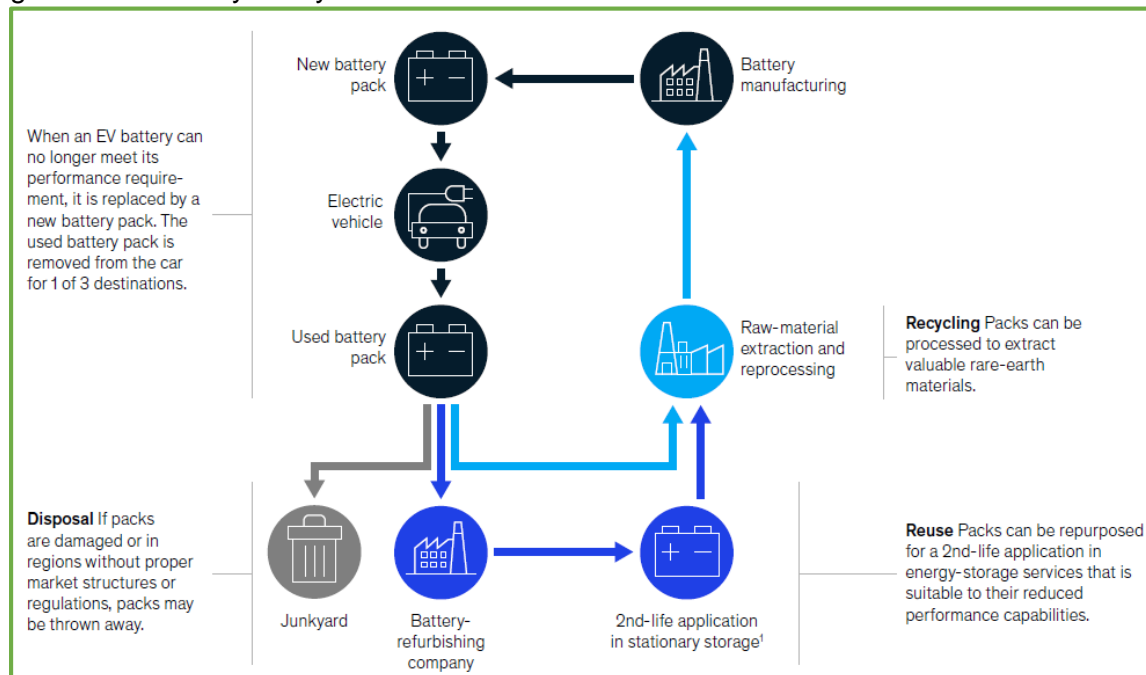 New battery
pack
Battery
manufacturing
When an EV battery can
no longer meet its
performance require-
ment, it is replaced by a
new battery pack. The
used battery pack is
removed from the car
for 1 of 3 destinations.
Electric
vehicle
Used battery
pack
Raw-material
extraction and
reprocessing
Recycling Packs can be
processed to extract
valuable rare-earth
materials.
Disposal If packs
are damaged or in
regions without proper
market structures or
regulations, packs may
be thrown away.
Junkyard
Battery-
refurbishing
company
2nd-life application
in stationary storage¹
Reuse Packs can be repurposed
for a 2nd-life application in
energy-storage services that is
suitable to their reduced
performance capabilities.